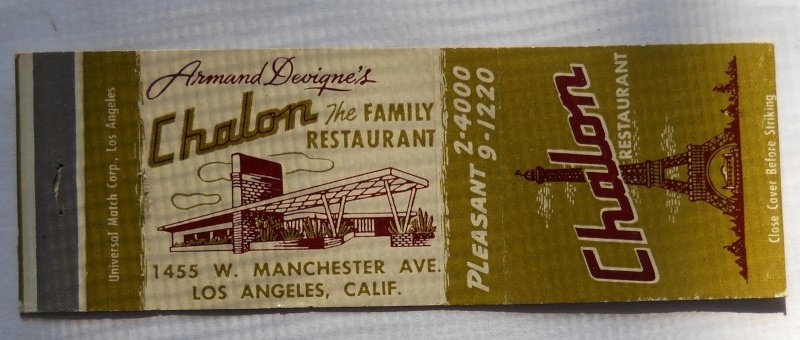 Universal Match Corp., Los Angeles
Armand Devigne's
Chalon The FAMILY
RESTAURANT
1455 W. MANCHESTER AVE.
LOS ANGELES, CALIF.
PLEASANT 2-4000
9-1220
Chalon
RESTAURANT
Close Cover Before Striking